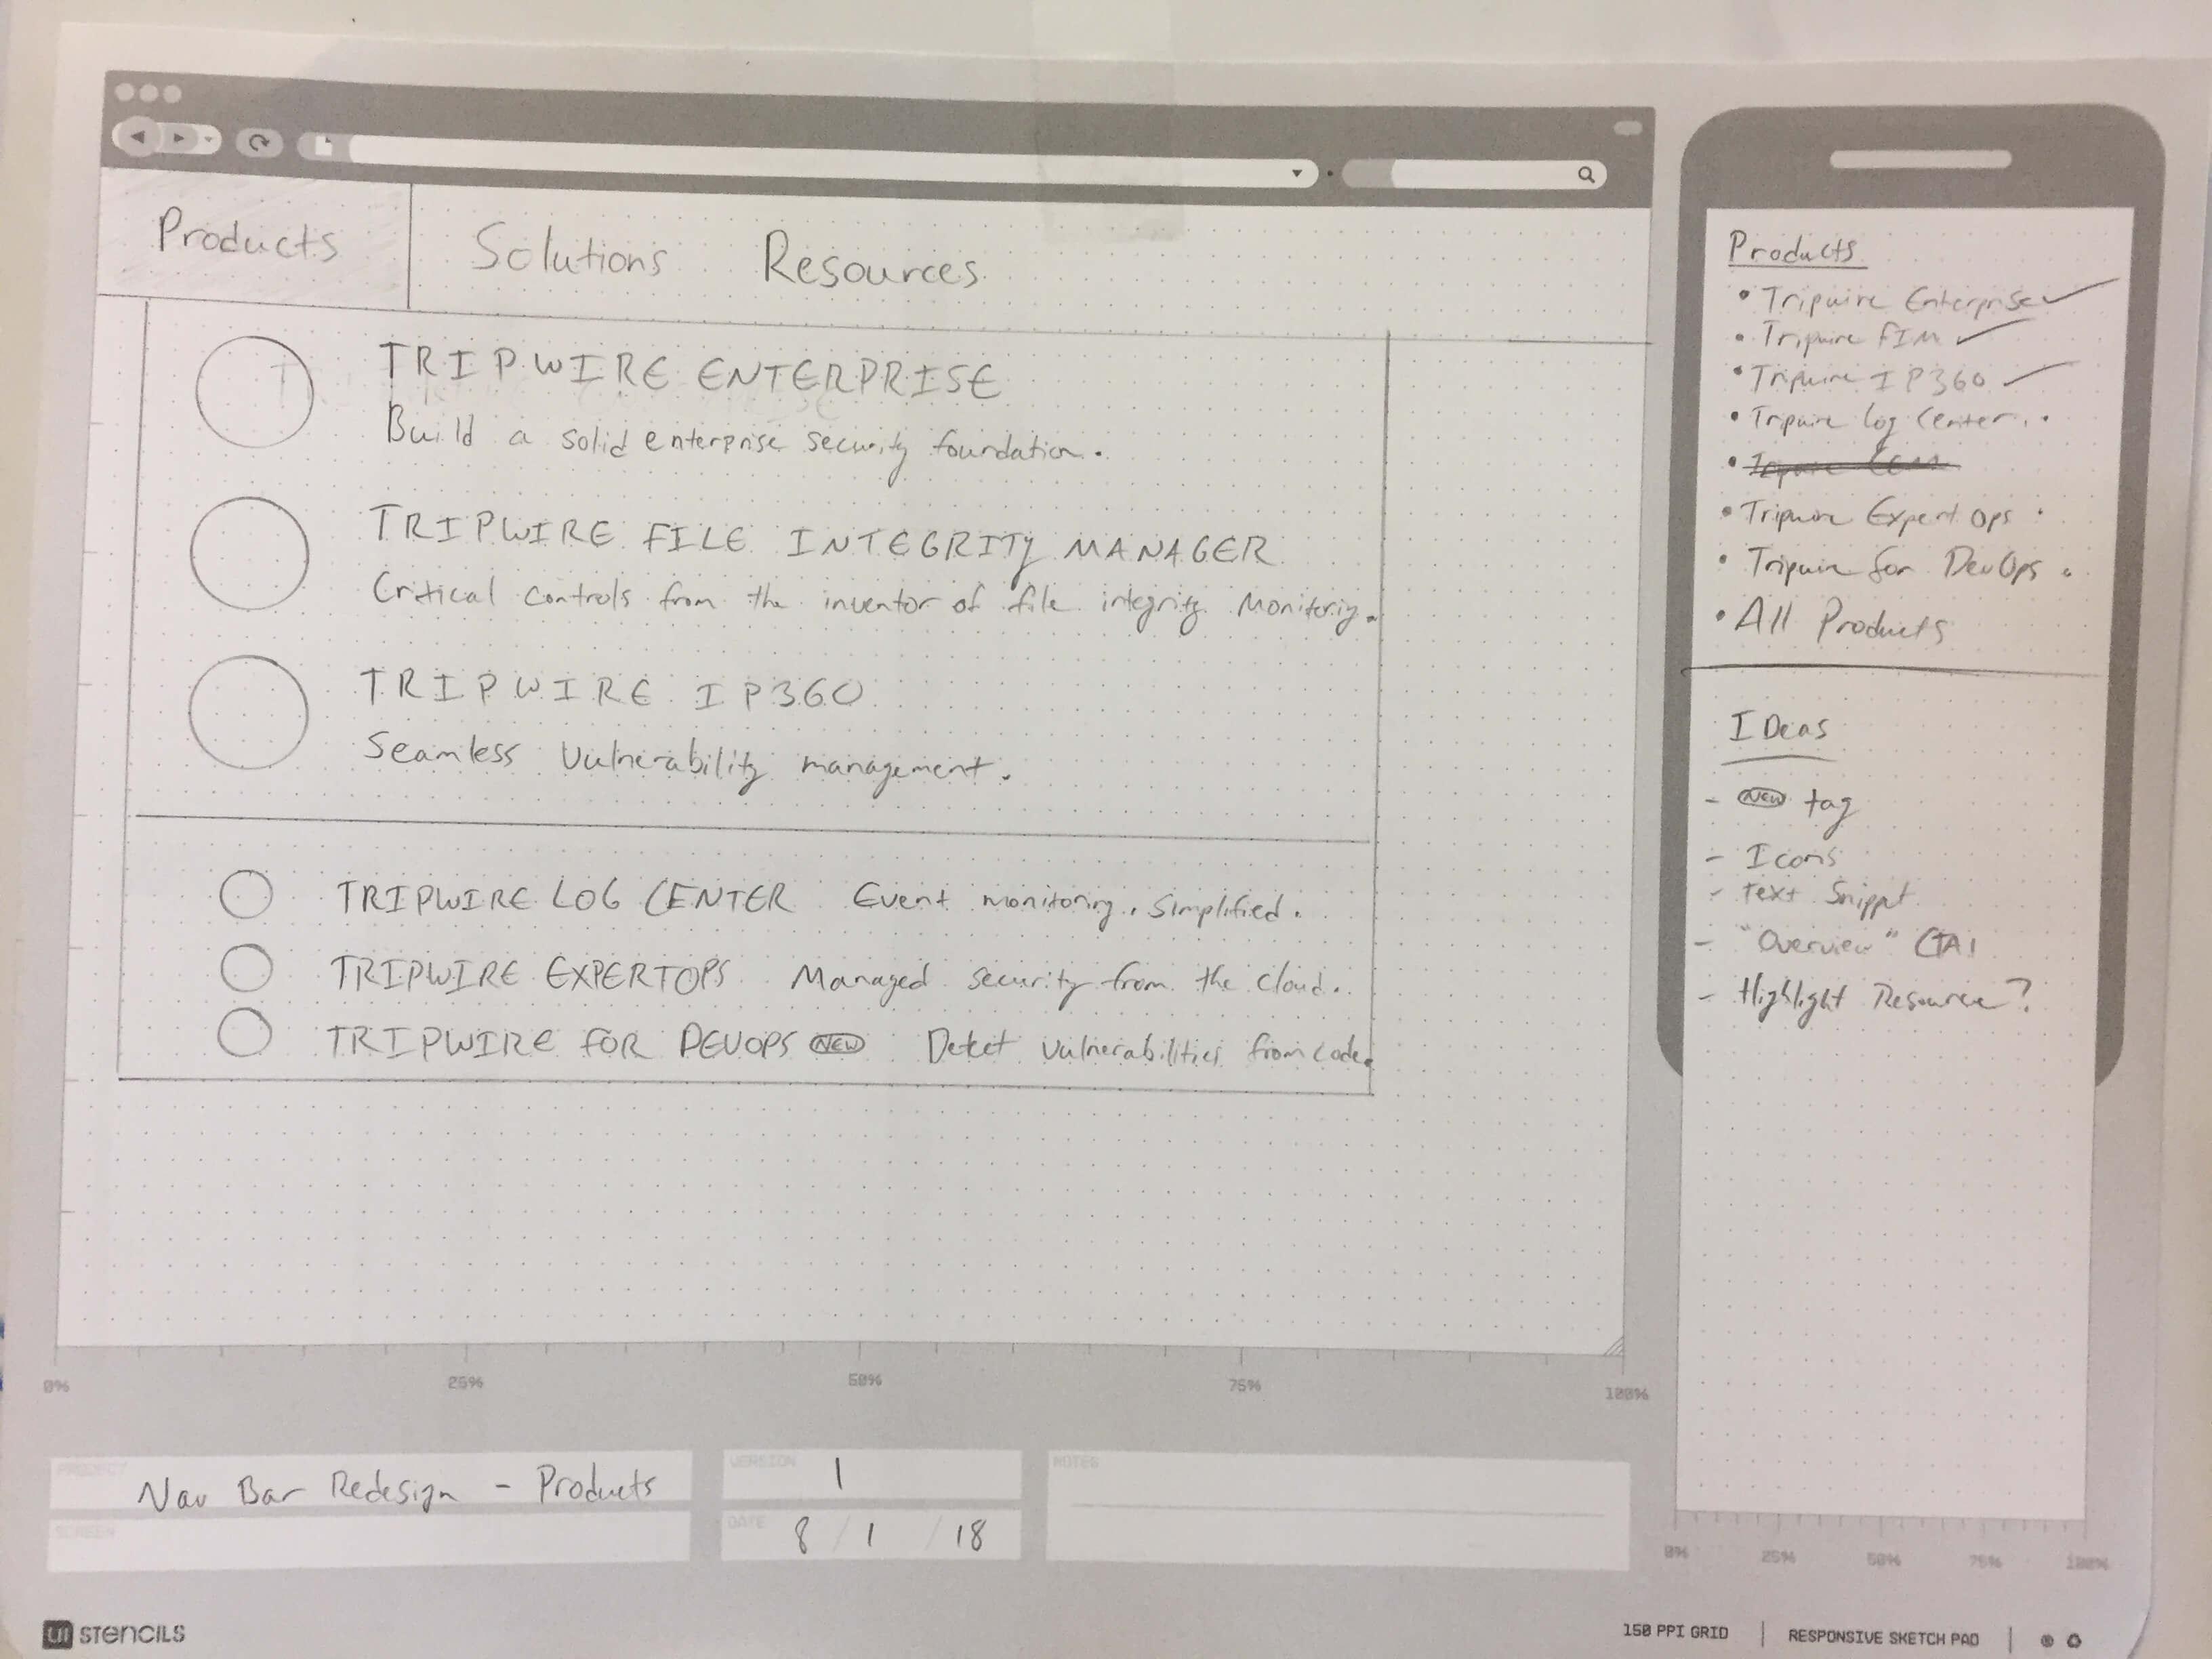 Products
Solutions
Resources
TRIPWIRE ENTERPRISE
Build a solid enterprise security foundation.
TRIPWIRE FILE INTEGRITY MANAGER
Critical controls from the inventor of file integrity monitoring.
TRIPWIRE IP360
Seamless vulnerability management.
TRIPWIRE LOG CENTER Event monitoring, simplified.
TRIPWIRE EXPERTOPS Managed security from the cloud.
TRIPWIRE FOR DEVOPS NEW Detect vulnerabilities from code.
0% 25% 50% 75% 100%
PROJECT
Nav Bar Redesign - Products
SCREEN
VERSION 1
DATE 8 / 1 / 18
NOTES
Products
• Tripwire Enterprise ✓
• Tripwire FIM ✓
• Tripwire IP360 ✓
• Tripwire Log Center
• Tripwire
• Tripwire Expert Ops
• Tripwire for DevOps
• All Products
IDeas
- NEW tag
- Icons
- Text Snippet
- "Overview" CTA!
- Highlight Resource?
0% 25% 50% 75% 100%
UI STENCILS
150 PPI GRID | RESPONSIVE SKETCH PAD |